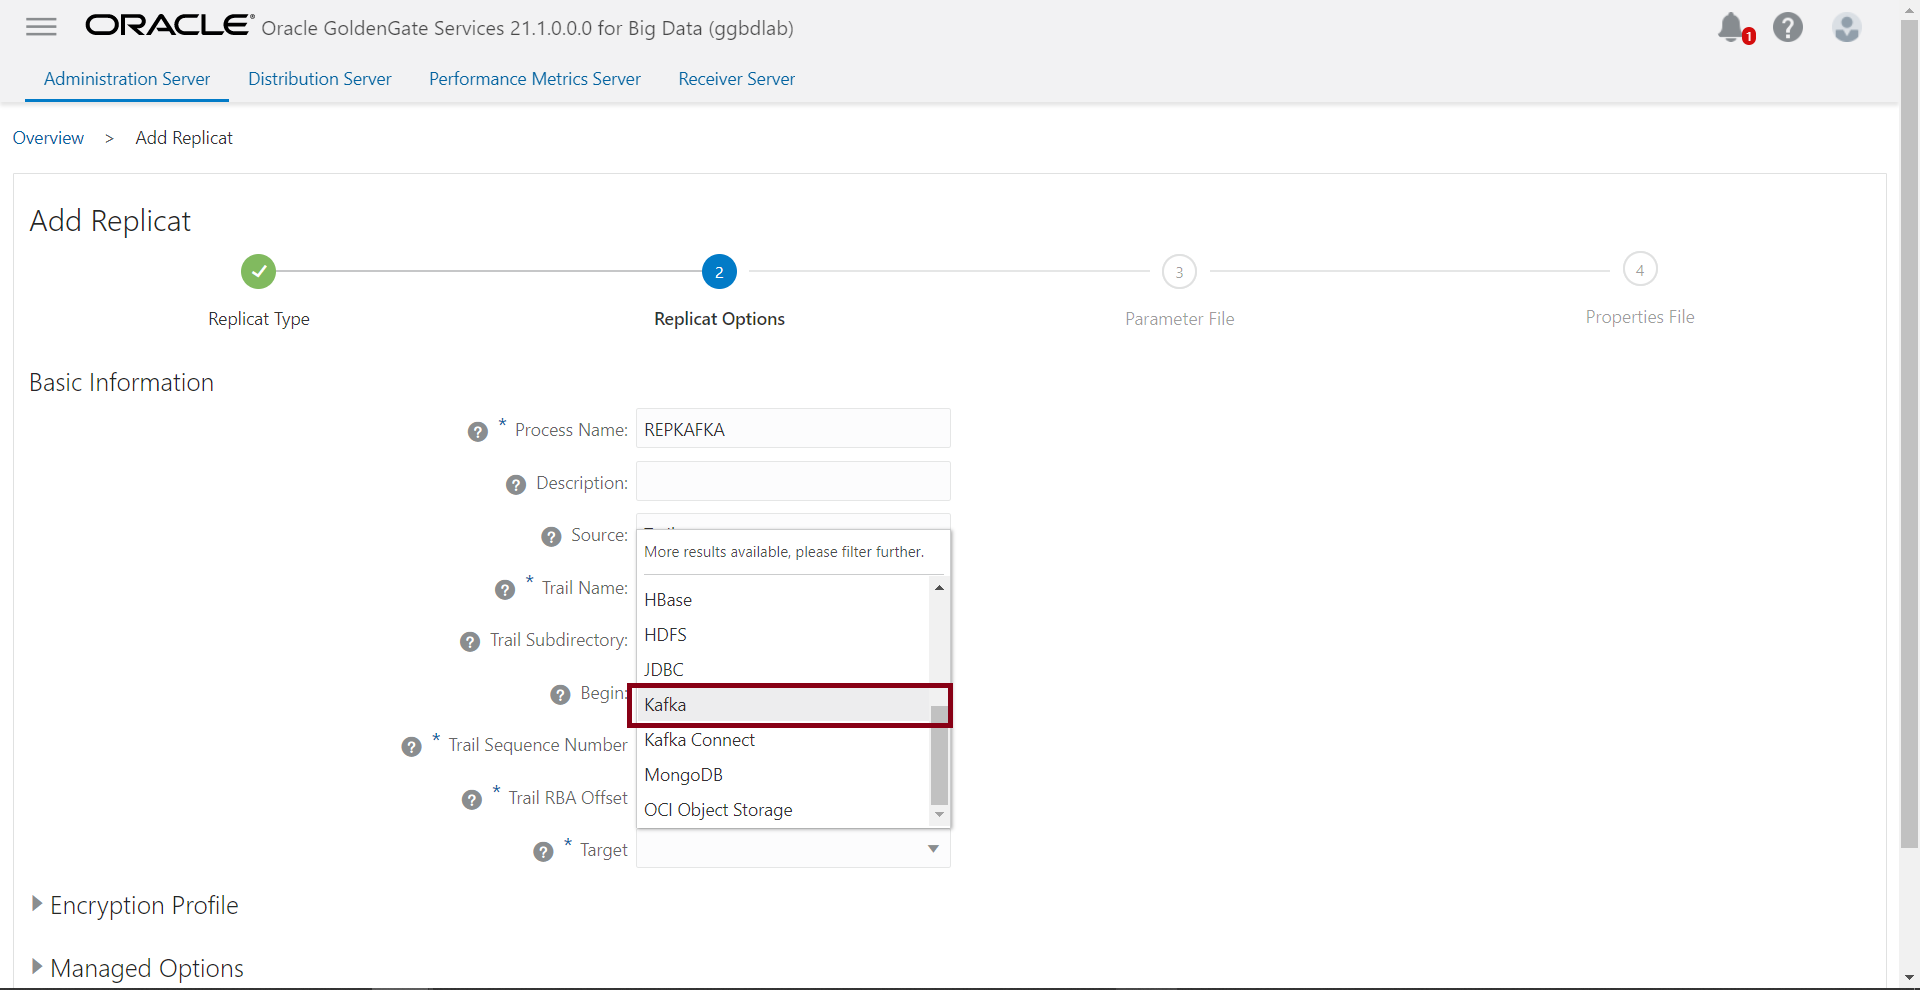 ORACLE® Oracle GoldenGate Services 21.1.0.0.0 for Big Data (ggbdlab)
1 ?
Administration Server Distribution Server Performance Metrics Server Receiver Server
Overview > Add Replicat
Add Replicat
2 3 4
Replicat Type Replicat Options Parameter File Properties File
Basic Information
? * Process Name: REPKAFKA
? Description:
? Source:
More results available, please filter further.
? * Trail Name:
HBase
? Trail Subdirectory:
HDFS
JDBC
? Begin:
Kafka
? * Trail Sequence Number
Kafka Connect
MongoDB
? * Trail RBA Offset
OCI Object Storage
? * Target
Encryption Profile
Managed Options